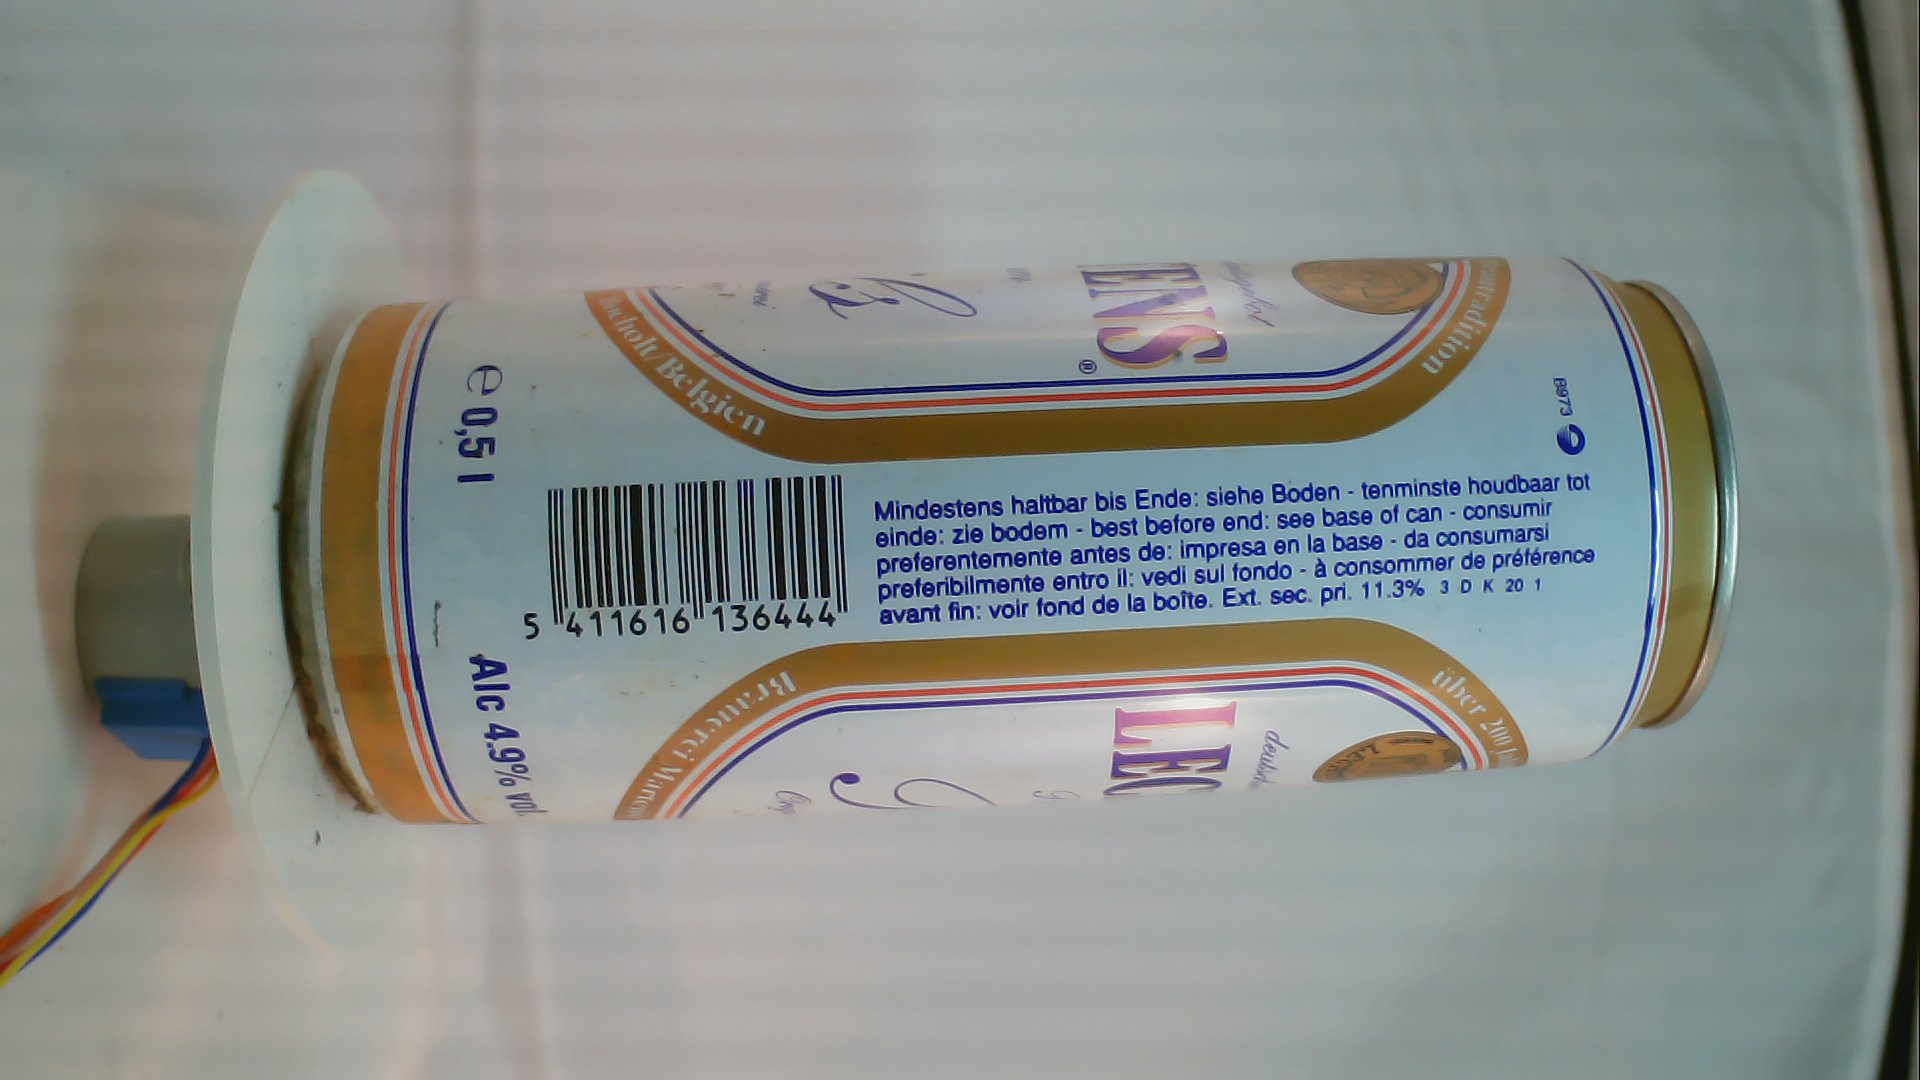 e 0,5 l
Alc 4.9% vol.
5 411616 136444
Mindestens haltbar bis Ende: siehe Boden - tenminste houdbaar tot
einde: zie bodem - best before end: see base of can - consumir
preferentemente antes de: impresa en la base - da consumarsi
preferibilmente entro il: vedi sul fondo - à consommer de préférence
avant fin: voir fond de la boîte. Ext. sec. pri. 11.3% 3 D K 20 1
B973
Bocholt/Belgien
ENS®
Brautradition
Brauerei
über 200